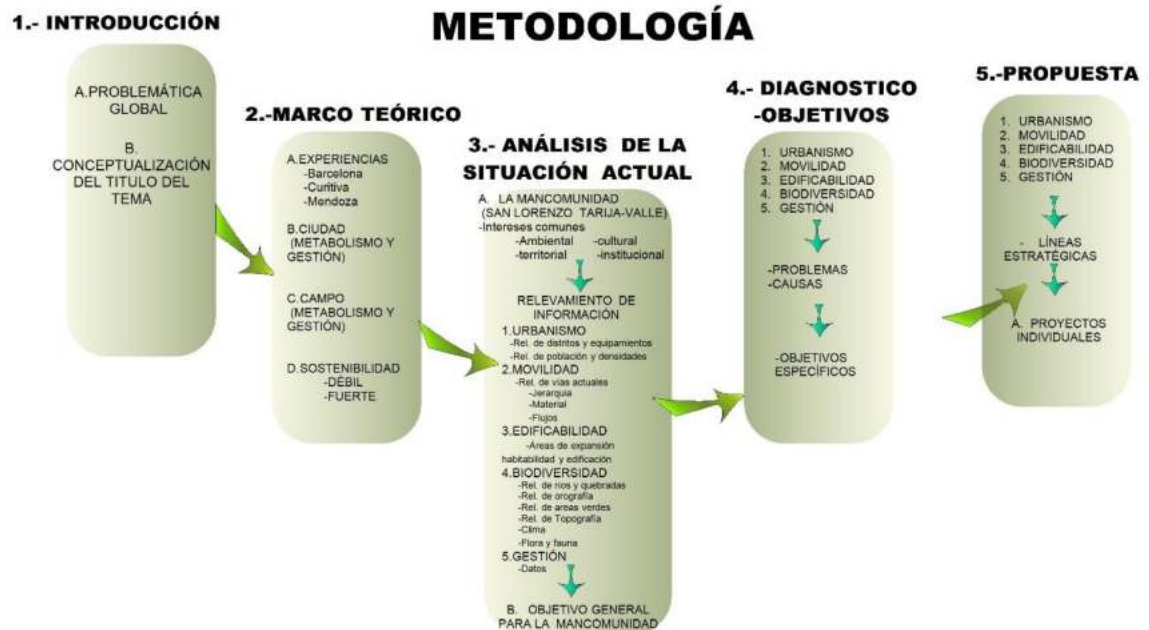 METODOLOGÍA
1.- INTRODUCCIÓN
A.PROBLEMÁTICA
GLOBAL
B.
CONCEPTUALIZACIÓN
DEL TITULO DEL
TEMA
2.-MARCO TEÓRICO
A.EXPERIENCIAS
-Barcelona
-Curitiva
-Mendoza
B.CIUDAD
(METABOLISMO Y
GESTIÓN)
C.CAMPO
(METABOLISMO Y
GESTIÓN)
D.SOSTENIBILIDAD
-DÉBIL
-FUERTE
3.- ANÁLISIS DE LA
SITUACIÓN ACTUAL
A. LA MANCOMUNIDAD
(SAN LORENZO TARIJA-VALLE)
-Intereses comunes
-Ambiental -cultural
-territorial -institucional
RELEVAMIENTO DE
INFORMACIÓN
1.URBANISMO
-Rel. de distritos y equipamientos
-Rel. de población y densidades
2.MOVILIDAD
-Rel. de vías actuales
-Jerarquia
-Material
-Flujos
3.EDIFICABILIDAD
-Áreas de expansión
habitabilidad y edificación
4.BIODIVERSIDAD
-Rel. de rios y quebradas
-Rel. de orografía
-Rel. de areas verdes
-Rel. de Topografía
-Clima
-Flora y fauna
5.GESTIÓN
-Datos
B. OBJETIVO GENERAL
PARA LA MANCOMUNIDAD
4.- DIAGNOSTICO
-OBJETIVOS
1. URBANISMO
2. MOVILIDAD
3. EDIFICABILIDAD
4. BIODIVERSIDAD
5. GESTIÓN
-PROBLEMAS
-CAUSAS
-OBJETIVOS
ESPECÍFICOS
5.-PROPUESTA
1. URBANISMO
2. MOVILIDAD
3. EDIFICABILIDAD
4. BIODIVERSIDAD
5. GESTIÓN
- LÍNEAS
ESTRATÉGICAS
A. PROYECTOS
INDIVIDUALES